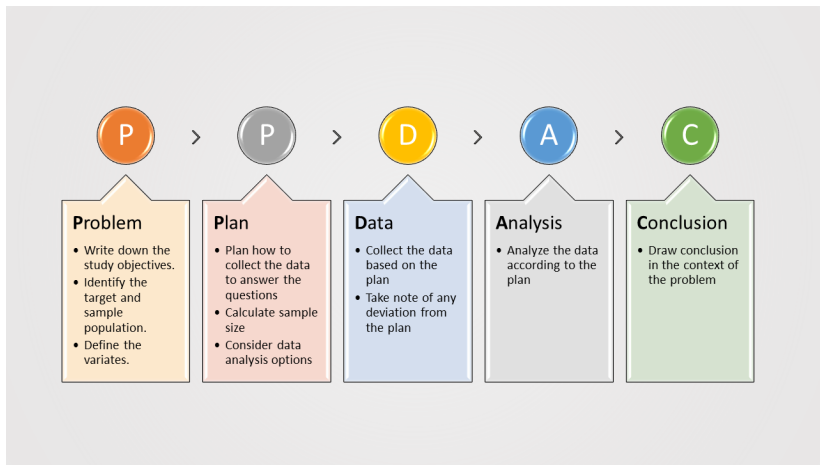 P > P > D > A > C
Problem
• Write down the
study objectives.
• Identify the
target and
sample
population.
• Define the
variates.
Plan
• Plan how to
collect the data
to answer the
questions
• Calculate sample
size
• Consider data
analysis options
Data
• Collect the data
based on the
plan
• Take note of any
deviation from
the plan
Analysis
• Analyze the data
according to the
plan
Conclusion
• Draw conclusion
in the context of
the problem